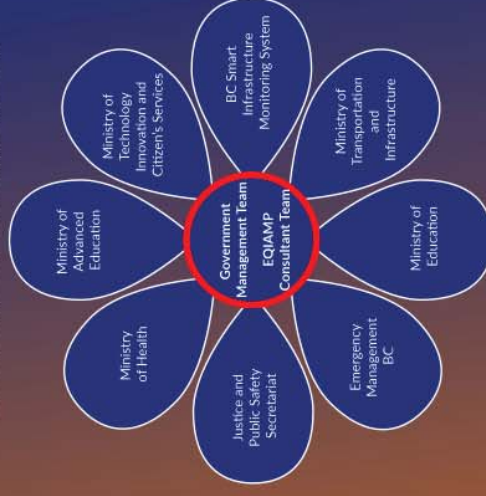 Ministry of
Advanced
Education
Ministry of
Technology
Innovation and
Citizen's Services
BC Smart
Infrastructure
Monitoring System
Ministry of
Transportation
and
Infrastructure
Ministry of
Education
Emergency
Management
BC
Justice and
Public Safety
Secretariat
Ministry
of Health
Government
Management Team
EQIAMP
Consultant Team